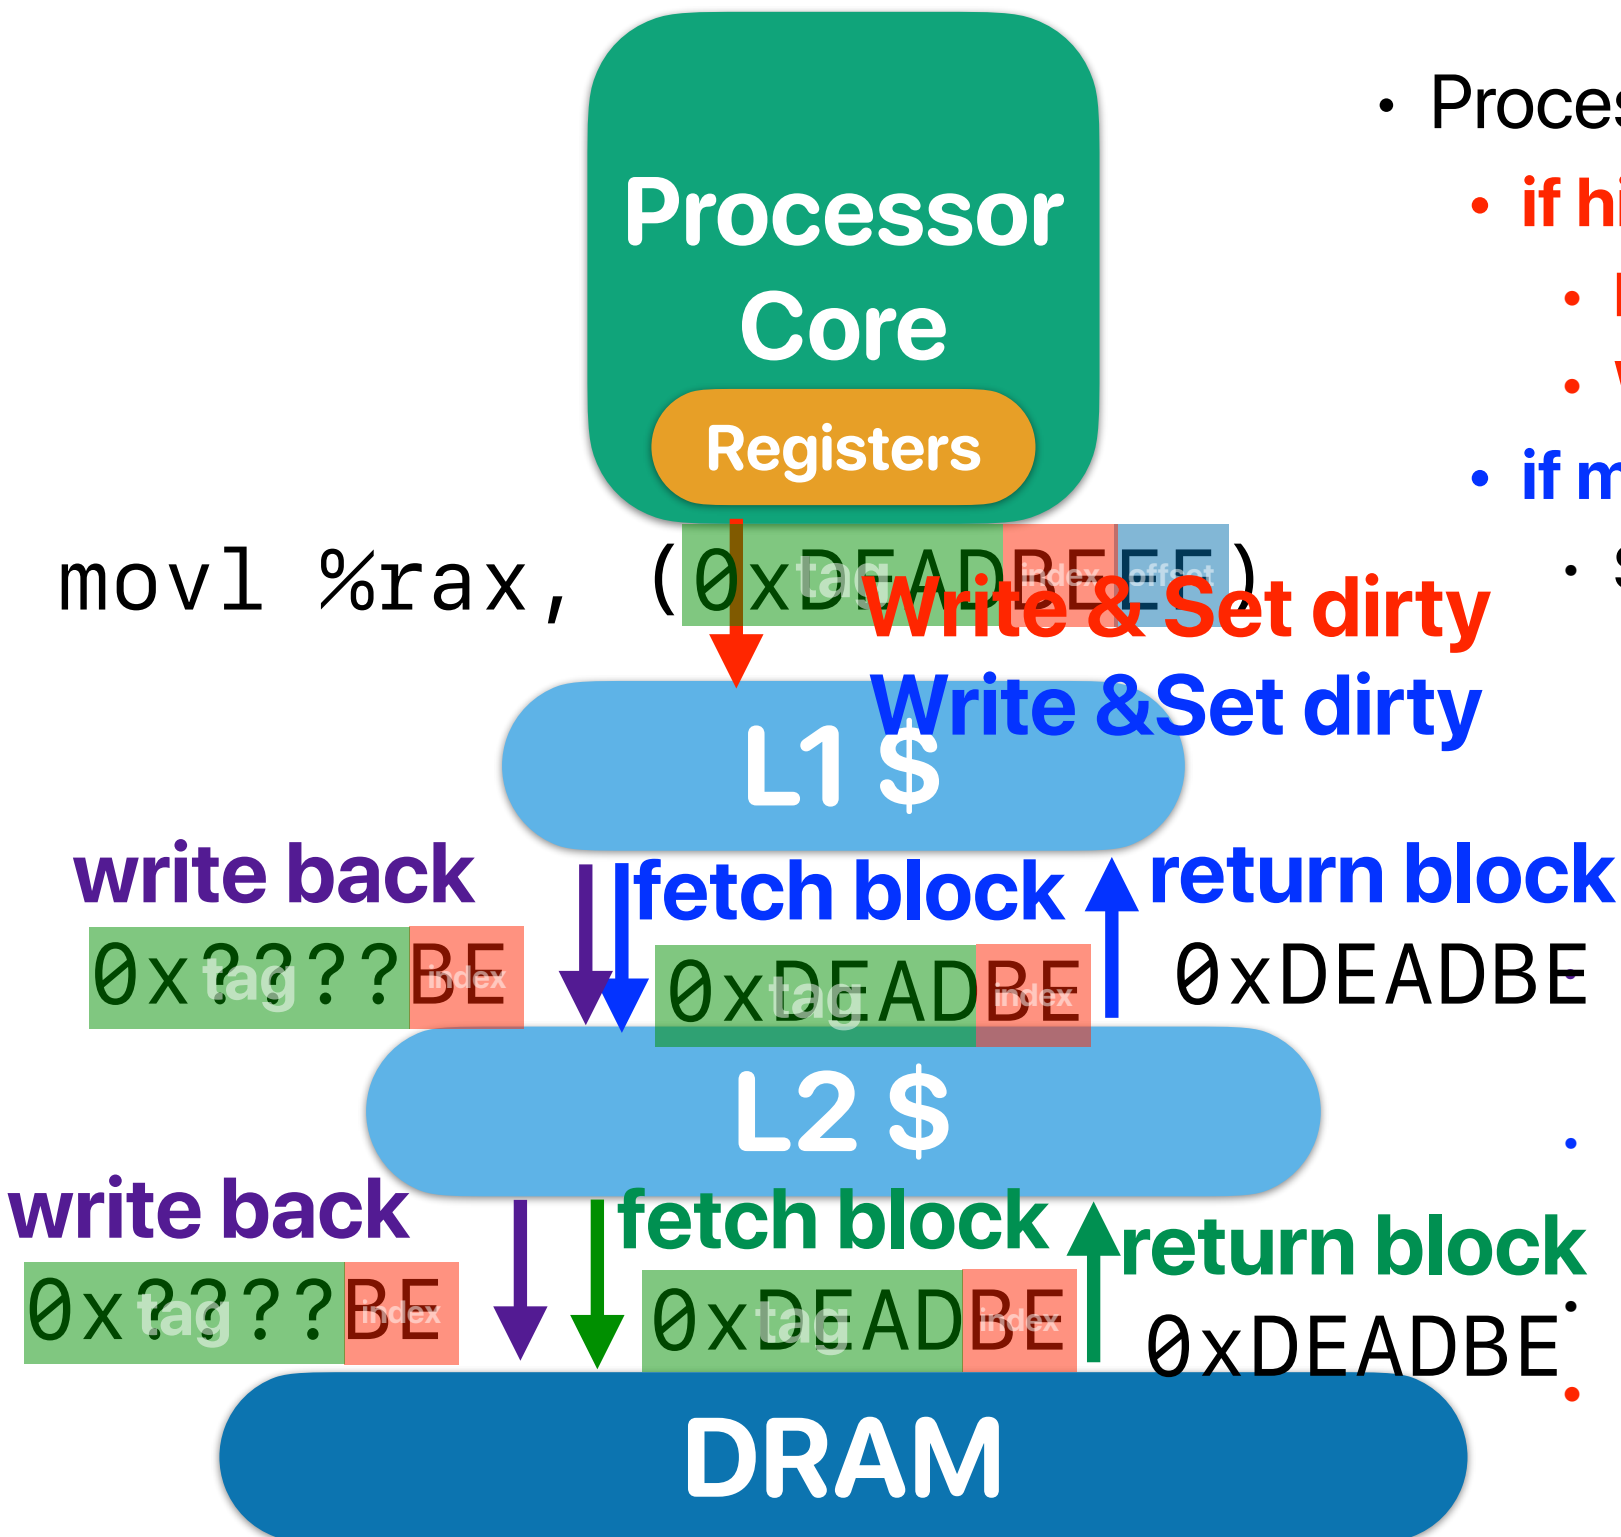 Processor
Core
Registers
movl %rax, (0xDEADBEEF)
tag index offset
Write & Set dirty
Write &Set dirty
L1 $
write back
fetch block
return block
0x????BE
tag index
0xDEADBE
tag index
0xDEADBE
L2 $
write back
fetch block
return block
0x????BE
tag index
0xDEADBE
tag index
0xDEADBE
DRAM
if